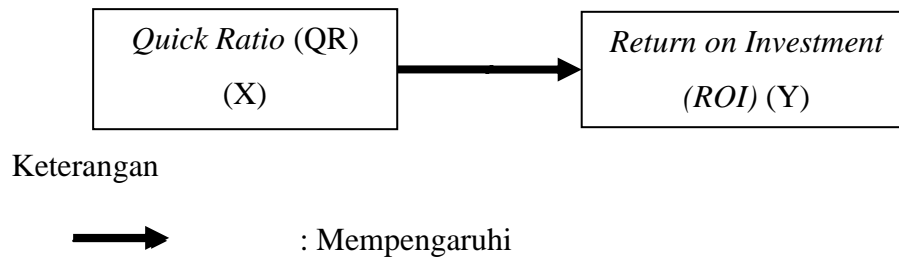 Quick Ratio (QR)
(X)
Return on Investment
(ROI) (Y)
Keterangan
: Mempengaruhi